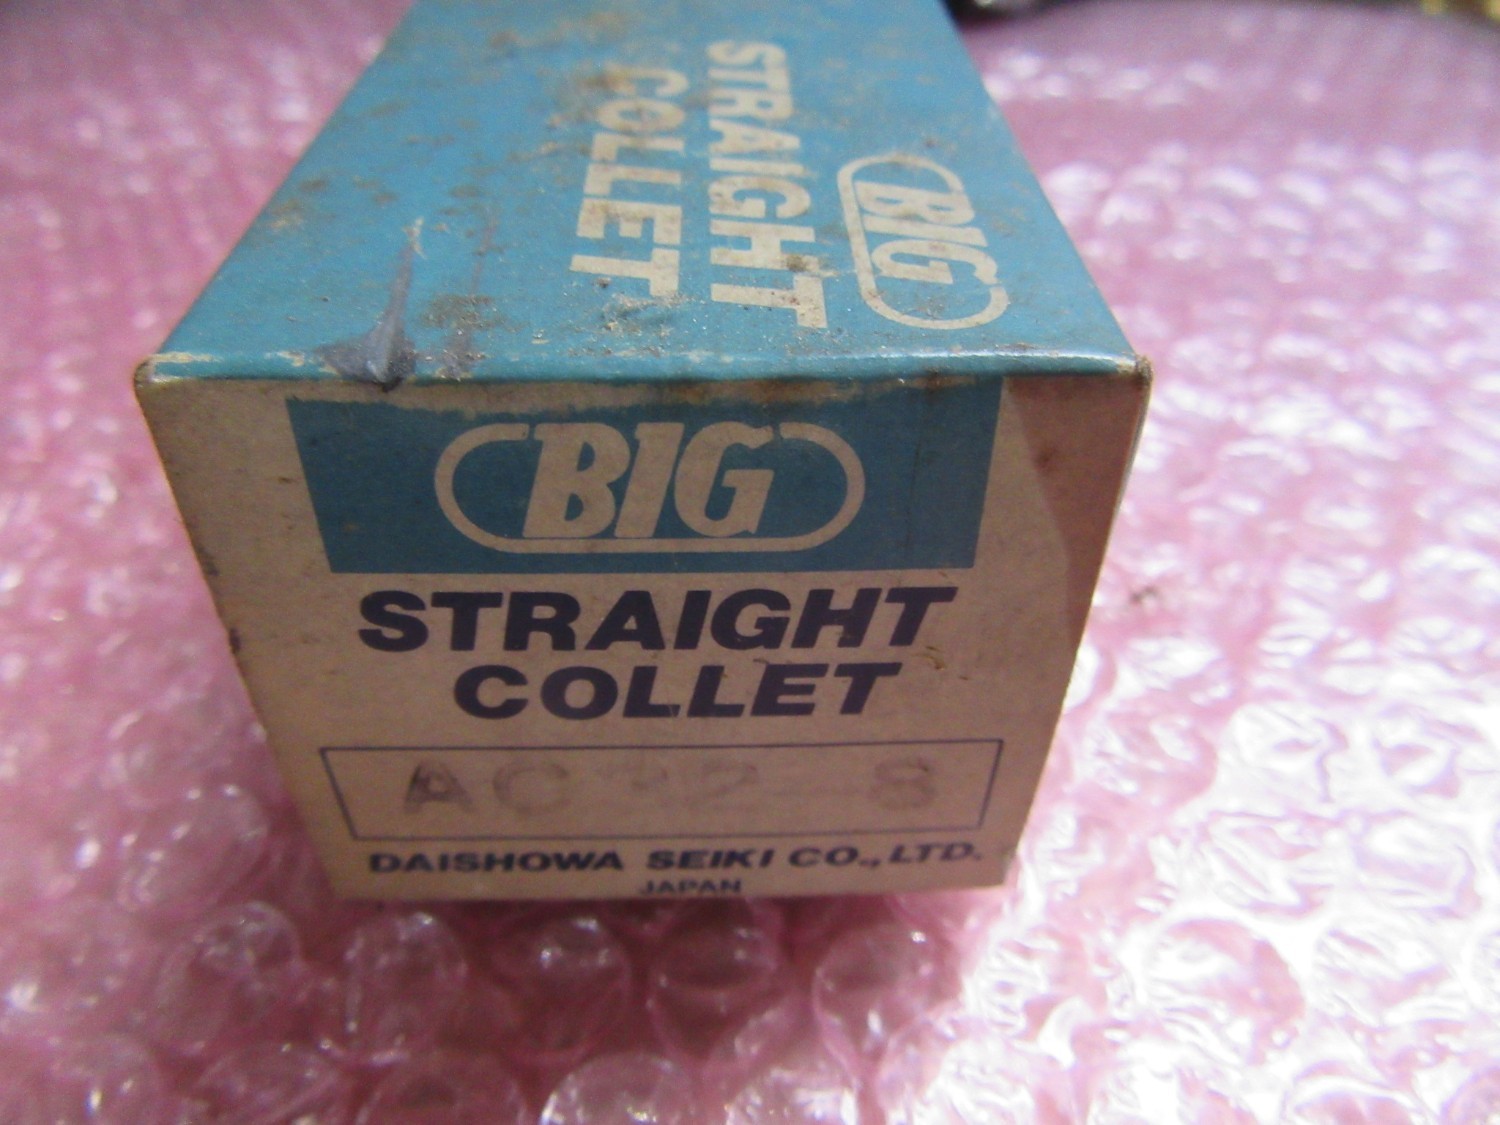 BIG
STRAIGHT
COLLET
BIG
STRAIGHT
COLLET
DAISHOWA SEIKI CO., LTD.
JAPAN